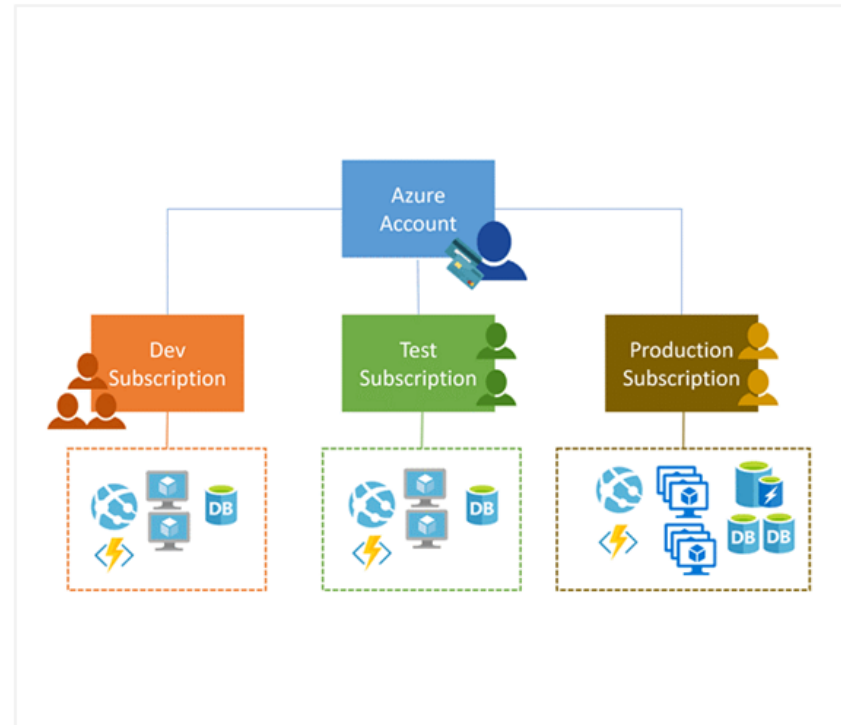 Azure
Account
Dev
Subscription
Test
Subscription
Production
Subscription
DB
DB
DB
DB